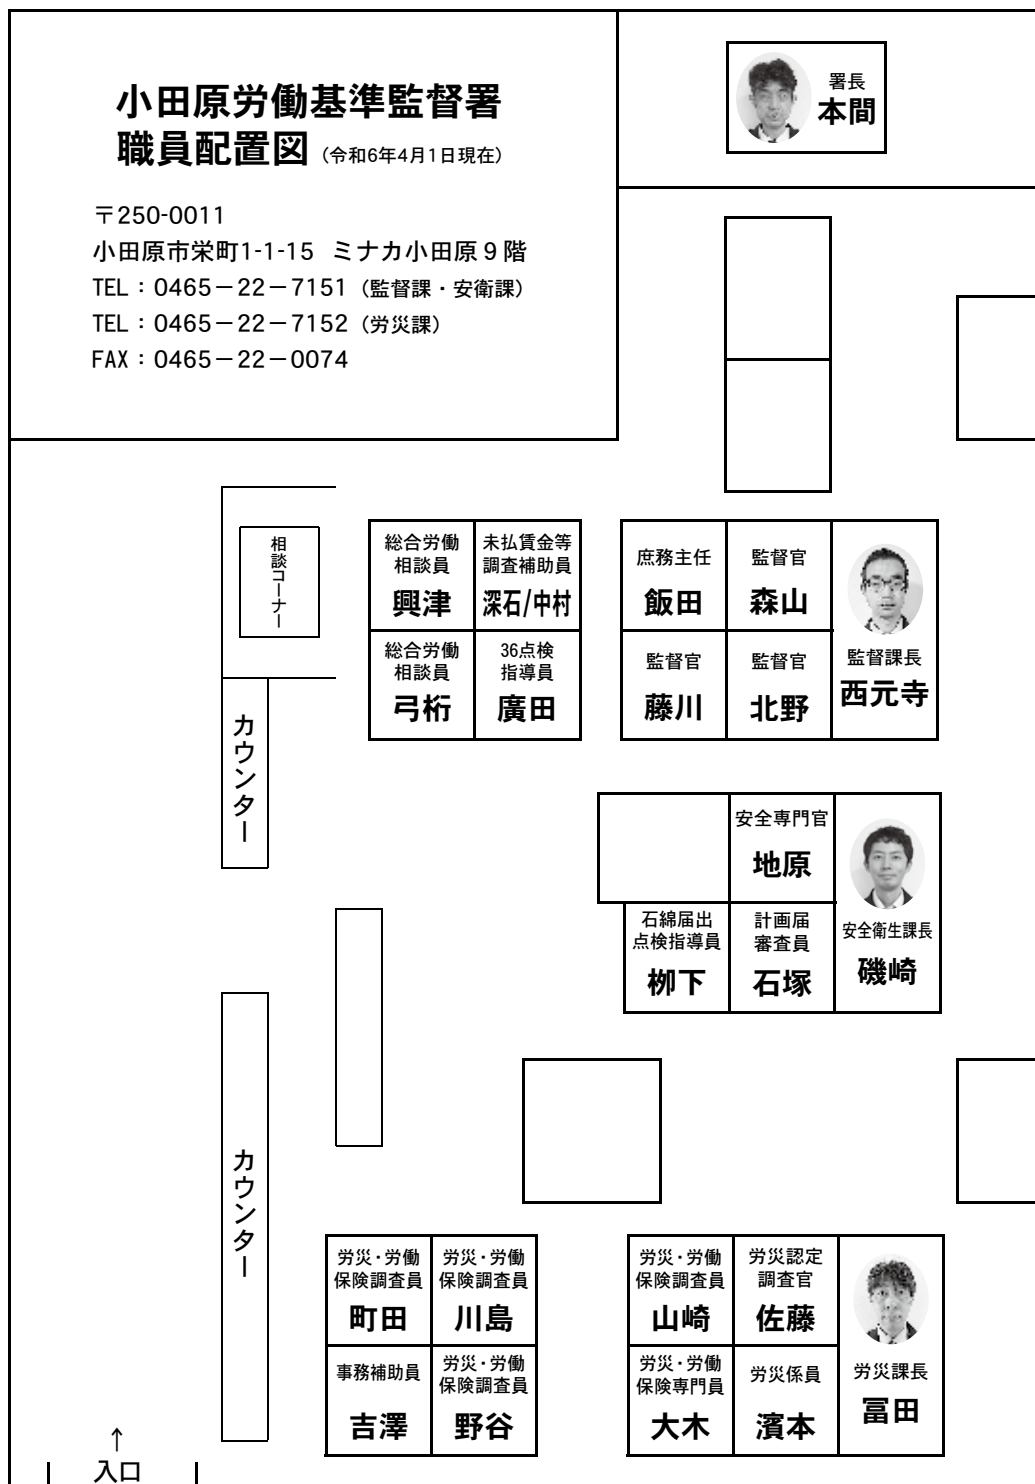 小田原労働基準監督署
職員配置図（令和6年4月1日現在）
〒250-0011
小田原市栄町1-1-15 ミナカ小田原９階
TEL：0465－22－7151（監督課・安衛課）
TEL：0465－22－7152（労災課）
FAX：0465－22－0074
署長
本間
相談コーナー
総合労働
相談員
興津
未払賃金等
調査補助員
深石/中村
総合労働
相談員
弓桁
36点検
指導員
廣田
庶務主任
飯田
監督官
森山
監督官
藤川
監督官
北野
監督課長
西元寺
カウンター
安全専門官
地原
石綿届出
点検指導員
栁下
計画届
審査員
石塚
安全衛生課長
磯崎
カウンター
労災・労働
保険調査員
町田
労災・労働
保険調査員
川島
事務補助員
吉澤
労災・労働
保険調査員
野谷
労災・労働
保険調査員
山崎
労災認定
調査官
佐藤
労災・労働
保険専門員
大木
労災係員
濱本
労災課長
冨田
↑
入口